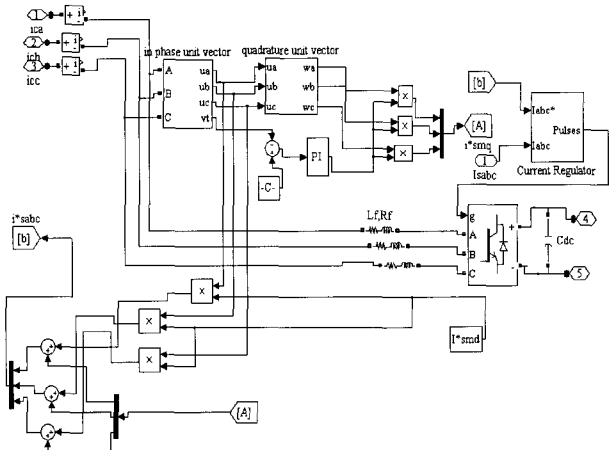 1
ica
2
ich
3
icc
+ i
-
+ i
-
+ i
-
in phase unit vector
A
B
C
ua
ub
uc
vt
quadrature unit vector
ua
ub
uc
wa
wb
wc
-C-
PI
×
×
×
[A]
i*smq
[b]
1
Isabc
Iabc*
Iabc
Pulses
Current Regulator
i*sabc
[b]
Lf,Rf
g
A
B
C
+
-
Cdc
4
5
×
×
×
I*smd
[A]